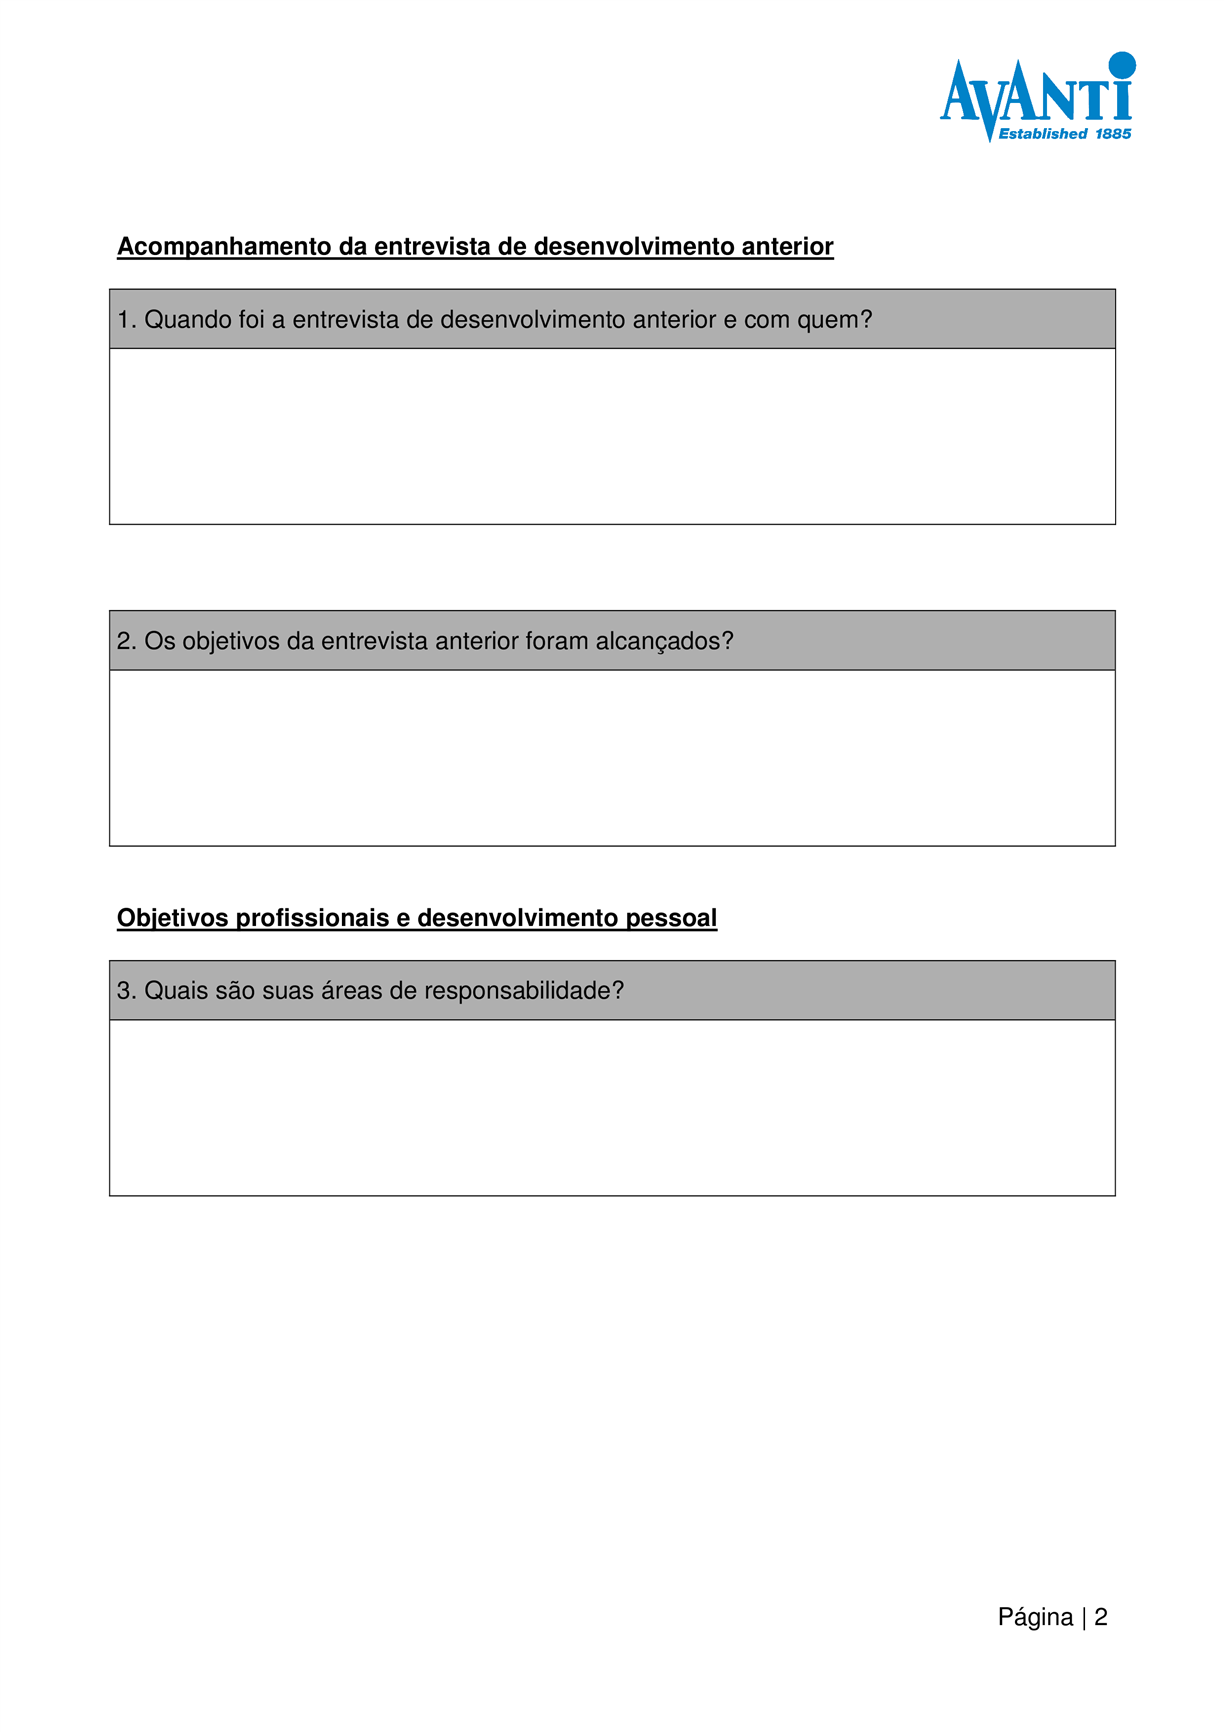 AVANTI
Established 1885
Acompanhamento da entrevista de desenvolvimento anterior
1. Quando foi a entrevista de desenvolvimento anterior e com quem?
2. Os objetivos da entrevista anterior foram alcançados?
Objetivos profissionais e desenvolvimento pessoal
3. Quais são suas áreas de responsabilidade?
Página | 2